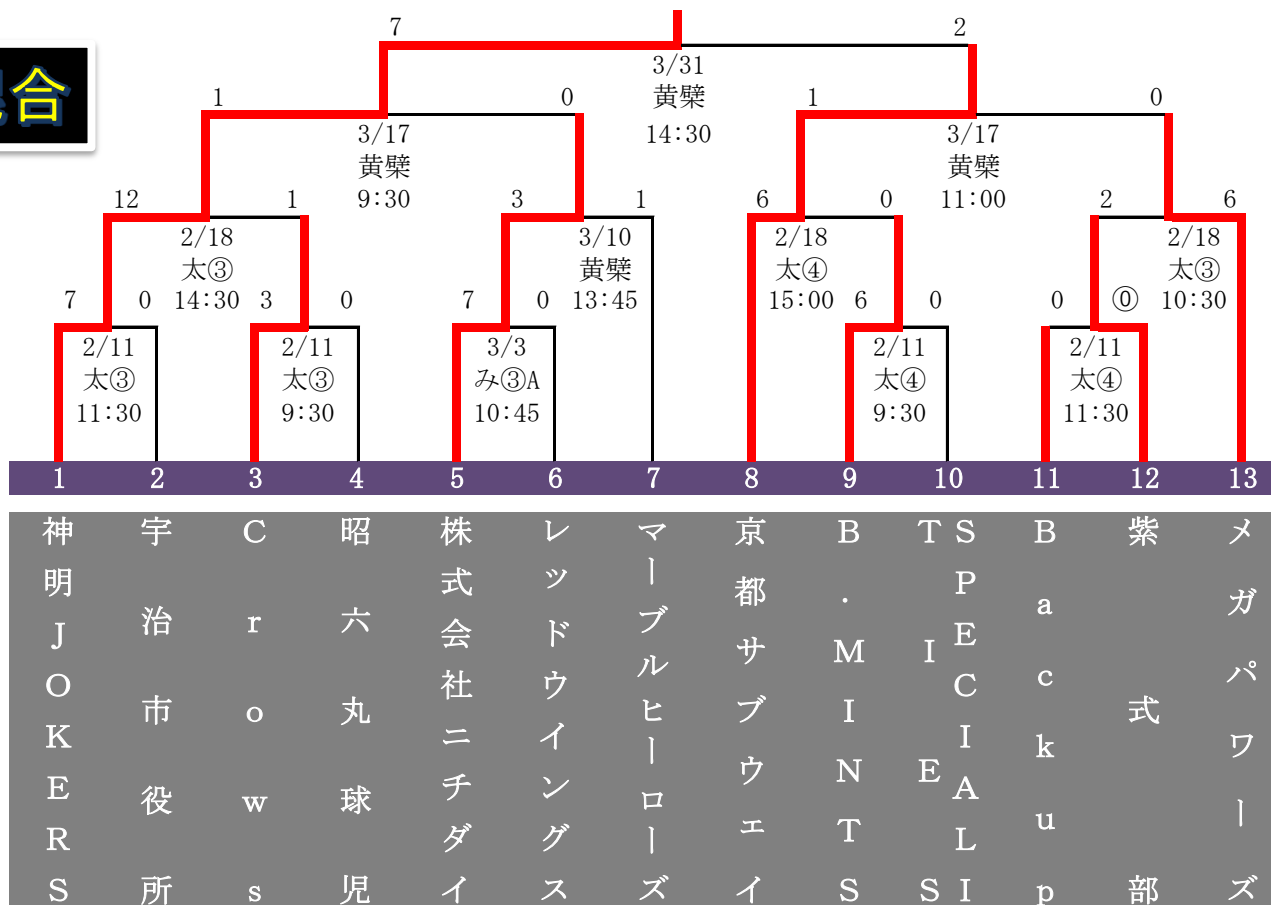 7 2
混合
3/31
黄檗
14:30
1 0 1 0
3/17 3/17
黄檗 黄檗
9:30 11:00
12 1 3 1 6 0 2 6
2/18 3/10 2/18 2/18
太③ 黄檗 太④ 太③
14:30 13:45 15:00 10:30
7 0 3 0 7 0 6 0 0 ⓪
2/11 2/11 3/3 2/11 2/11
太③ 太③ み③A 太④ 太④
11:30 9:30 10:45 9:30 11:30
1 2 3 4 5 6 7 8 9 10 11 12 13
神明JOKERS
宇治市役所
Crows
昭六丸球児
株式会社ニチダイ
レッドウイングス
マーブルヒーローズ
京都サブウェイ
B.MINTS
SPECIALI
TIES
Backup
紫式部
メガパワーズ